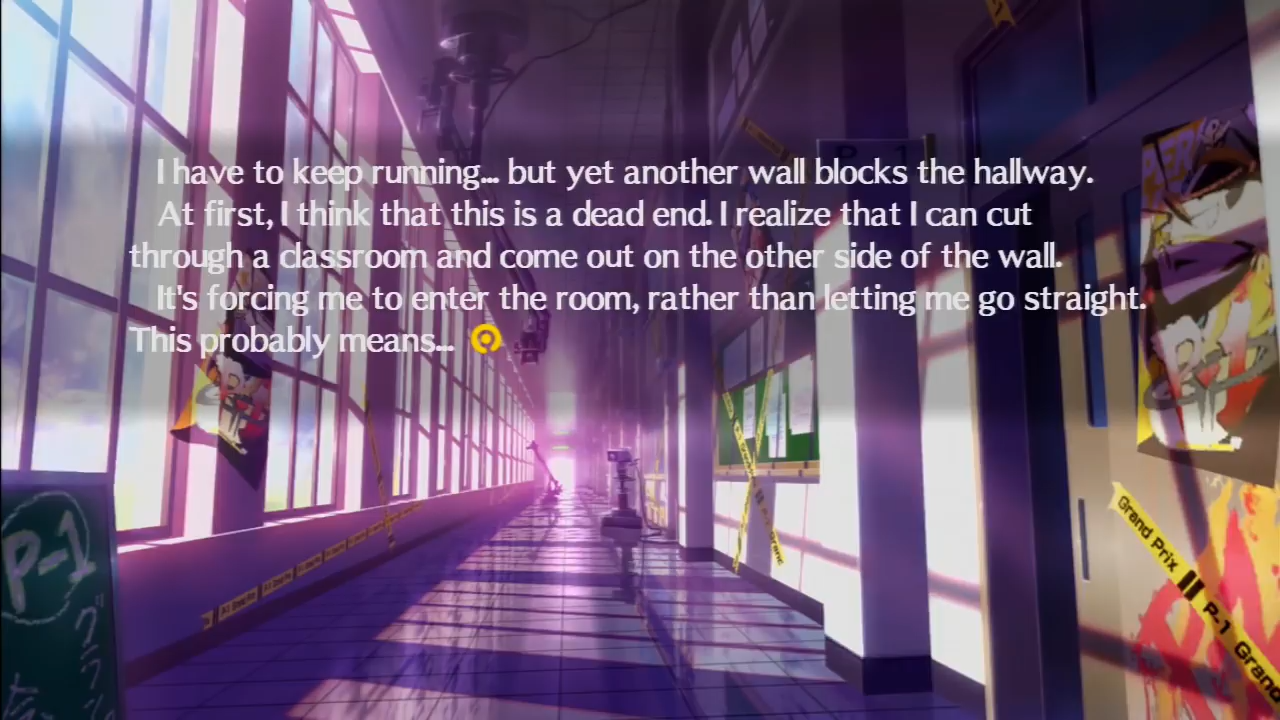 I have to keep running... but yet another wall blocks the hallway.
At first, I think that this is a dead end. I realize that I can cut
through a classroom and come out on the other side of the wall.
It's forcing me to enter the room, rather than letting me go straight.
This probably means...
P-1
Grand Prix
P-1 Grand